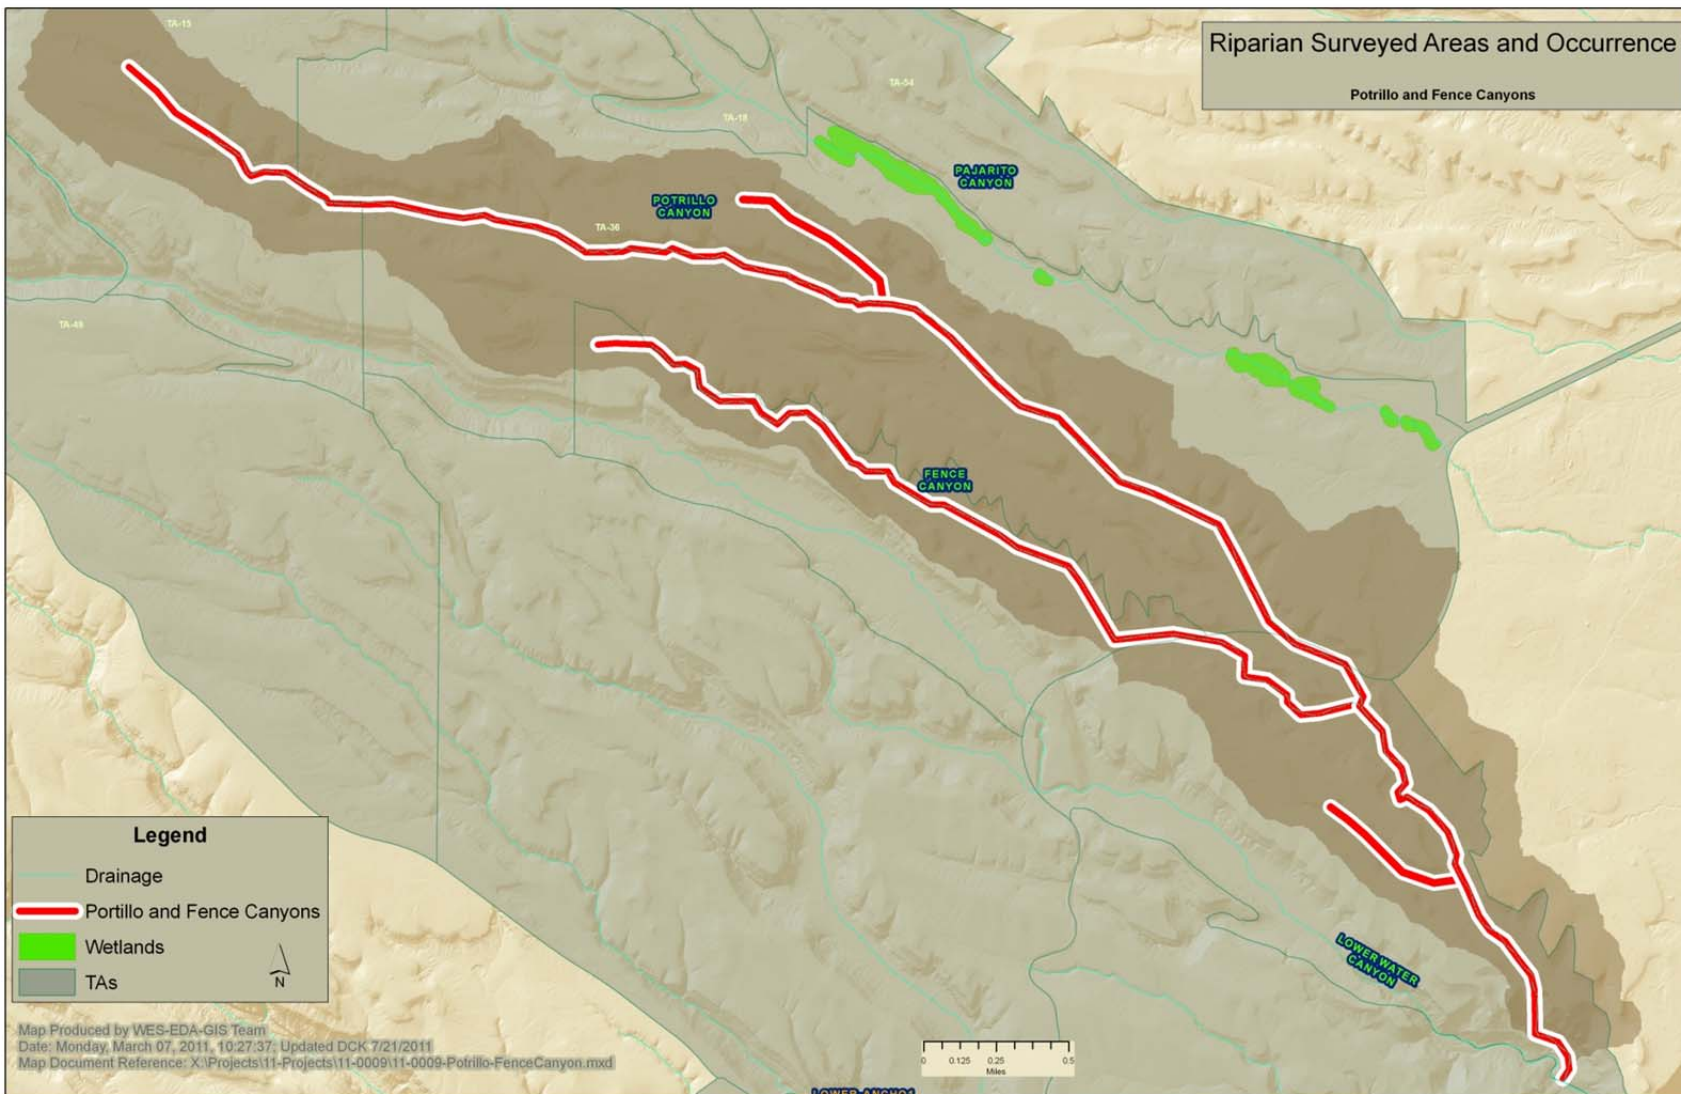 TA-15
Riparian Surveyed Areas and Occurrence
Potrillo and Fence Canyons
TA-54
TA-18
PAJARITO
CANYON
POTRILLO
CANYON
TA-36
TA-49
FENCE
CANYON
LOWER WATER
CANYON
Legend
Drainage
Portillo and Fence Canyons
Wetlands
TAs
N
Map Produced by WES-EDA-GIS Team
Date: Monday, March 07, 2011, 10:27:37; Updated DCK 7/21/2011
Map Document Reference: X:\Projects\11-Projects\11-0009\11-0009-Potrillo-FenceCanyon.mxd
0 0.125 0.25 0.5
Miles